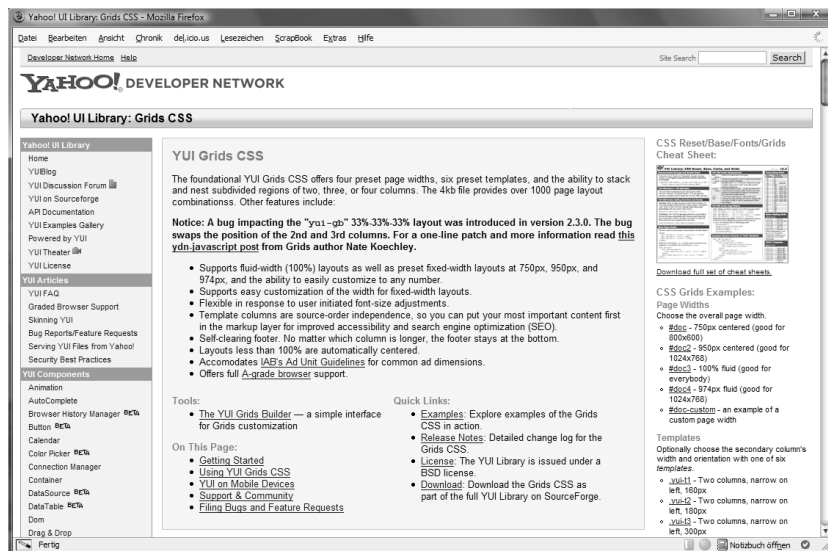 Yahoo! UI Library: Grids CSS - Mozilla Firefox
Datei Bearbeiten Ansicht Chronik del.icio.us Lesezeichen ScrapBook Extras Hilfe
Developer Network Home Help
Site Search
Search
YAHOO! DEVELOPER NETWORK
Yahoo! UI Library: Grids CSS
Yahoo! UI Library
Home
YUIBlog
YUI Discussion Forum
YUI on Sourceforge
API Documentation
YUI Examples Gallery
Powered by YUI
YUI Theater
YUI License
YUI Articles
YUI FAQ
Graded Browser Support
Skinning YUI
Bug Reports/Feature Requests
Serving YUI Files from Yahoo!
Security Best Practices
YUI Components
Animation
AutoComplete
Browser History Manager BETA
Button BETA
Calendar
Color Picker BETA
Connection Manager
Container
DataSource BETA
DataTable BETA
Dom
Drag & Drop
YUI Grids CSS
The foundational YUI Grids CSS offers four preset page widths, six preset templates, and the ability to stack
and nest subdivided regions of two, three, or four columns. The 4kb file provides over 1000 page layout
combinationss. Other features include:
Notice: A bug impacting the "yui-gb" 33%-33%-33% layout was introduced in version 2.3.0. The bug
swaps the position of the 2nd and 3rd columns. For a one-line patch and more information read this
ydn-javascript post from Grids author Nate Koechley.
• Supports fluid-width (100%) layouts as well as preset fixed-width layouts at 750px, 950px, and
974px, and the ability to easily customize to any number.
• Supports easy customization of the width for fixed-width layouts.
• Flexible in response to user initiated font-size adjustments.
• Template columns are source-order independence, so you can put your most important content first
in the markup layer for improved accessibility and search engine optimization (SEO).
• Self-clearing footer. No matter which column is longer, the footer stays at the bottom.
• Layouts less than 100% are automatically centered.
• Accomodates IAB's Ad Unit Guidelines for common ad dimensions.
• Offers full A-grade browser support.
Tools:
• The YUI Grids Builder — a simple interface
for Grids customization
On This Page:
• Getting Started
• Using YUI Grids CSS
• YUI on Mobile Devices
• Support & Community
• Filing Bugs and Feature Requests
Quick Links:
• Examples: Explore examples of the Grids
CSS in action.
• Release Notes: Detailed change log for the
Grids CSS.
• License: The YUI Library is issued under a
BSD license.
• Download: Download the Grids CSS as
part of the full YUI Library on SourceForge.
CSS Reset/Base/Fonts/Grids
Cheat Sheet:
Download full set of cheat sheets.
CSS Grids Examples:
Page Widths
Choose the overall page width.
#doc - 750px centered (good for
800x600)
#doc2 - 950px centered (good for
1024x768)
#doc3 - 100% fluid (good for
everybody)
#doc4 - 974px fluid (good for
1024x768)
#doc-custom - an example of a
custom page width
Templates
Optionally choose the secondary column's
width and orientation with one of six
templates.
.yui-t1 - Two columns, narrow on
left, 160px
.yui-t2 - Two columns, narrow on
left, 180px
.yui-t3 - Two columns, narrow on
left, 300px
Fertig
Notizbuch öffnen